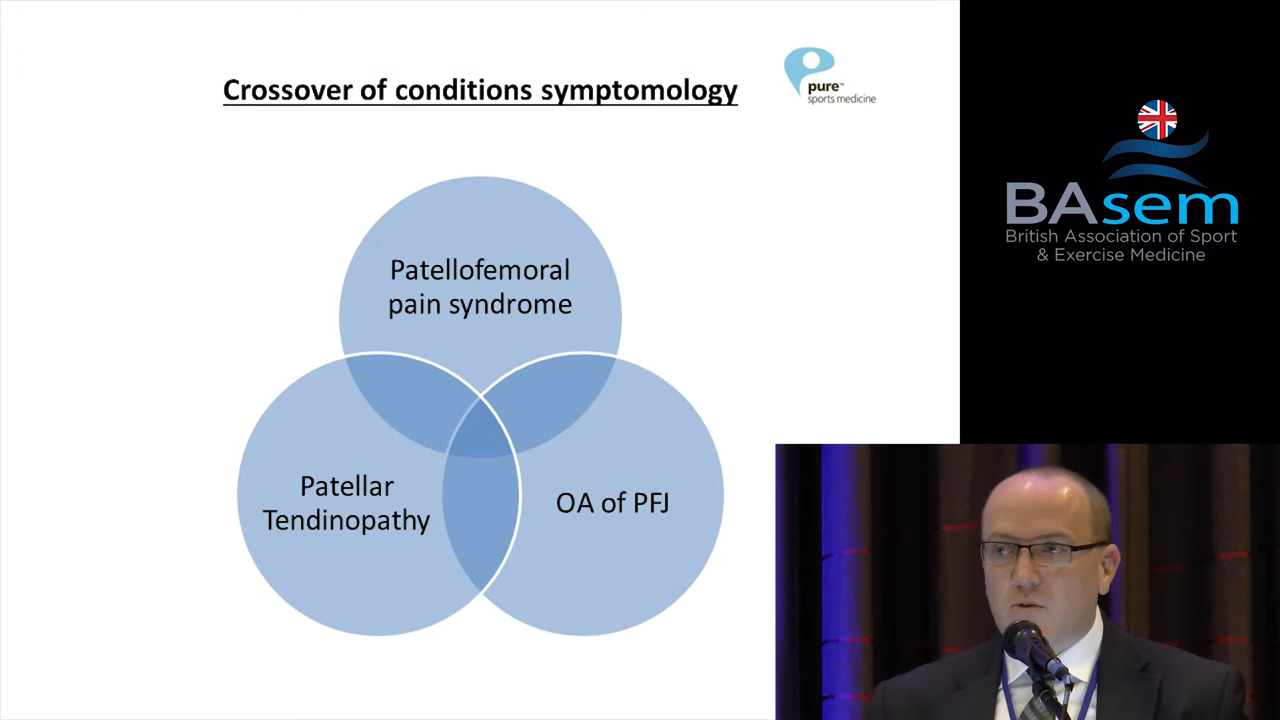 Crossover of conditions symptomology
pure™
sports medicine
Patellofemoral
pain syndrome
Patellar
Tendinopathy
OA of PFJ
BAsem
British Association of Sport
& Exercise Medicine